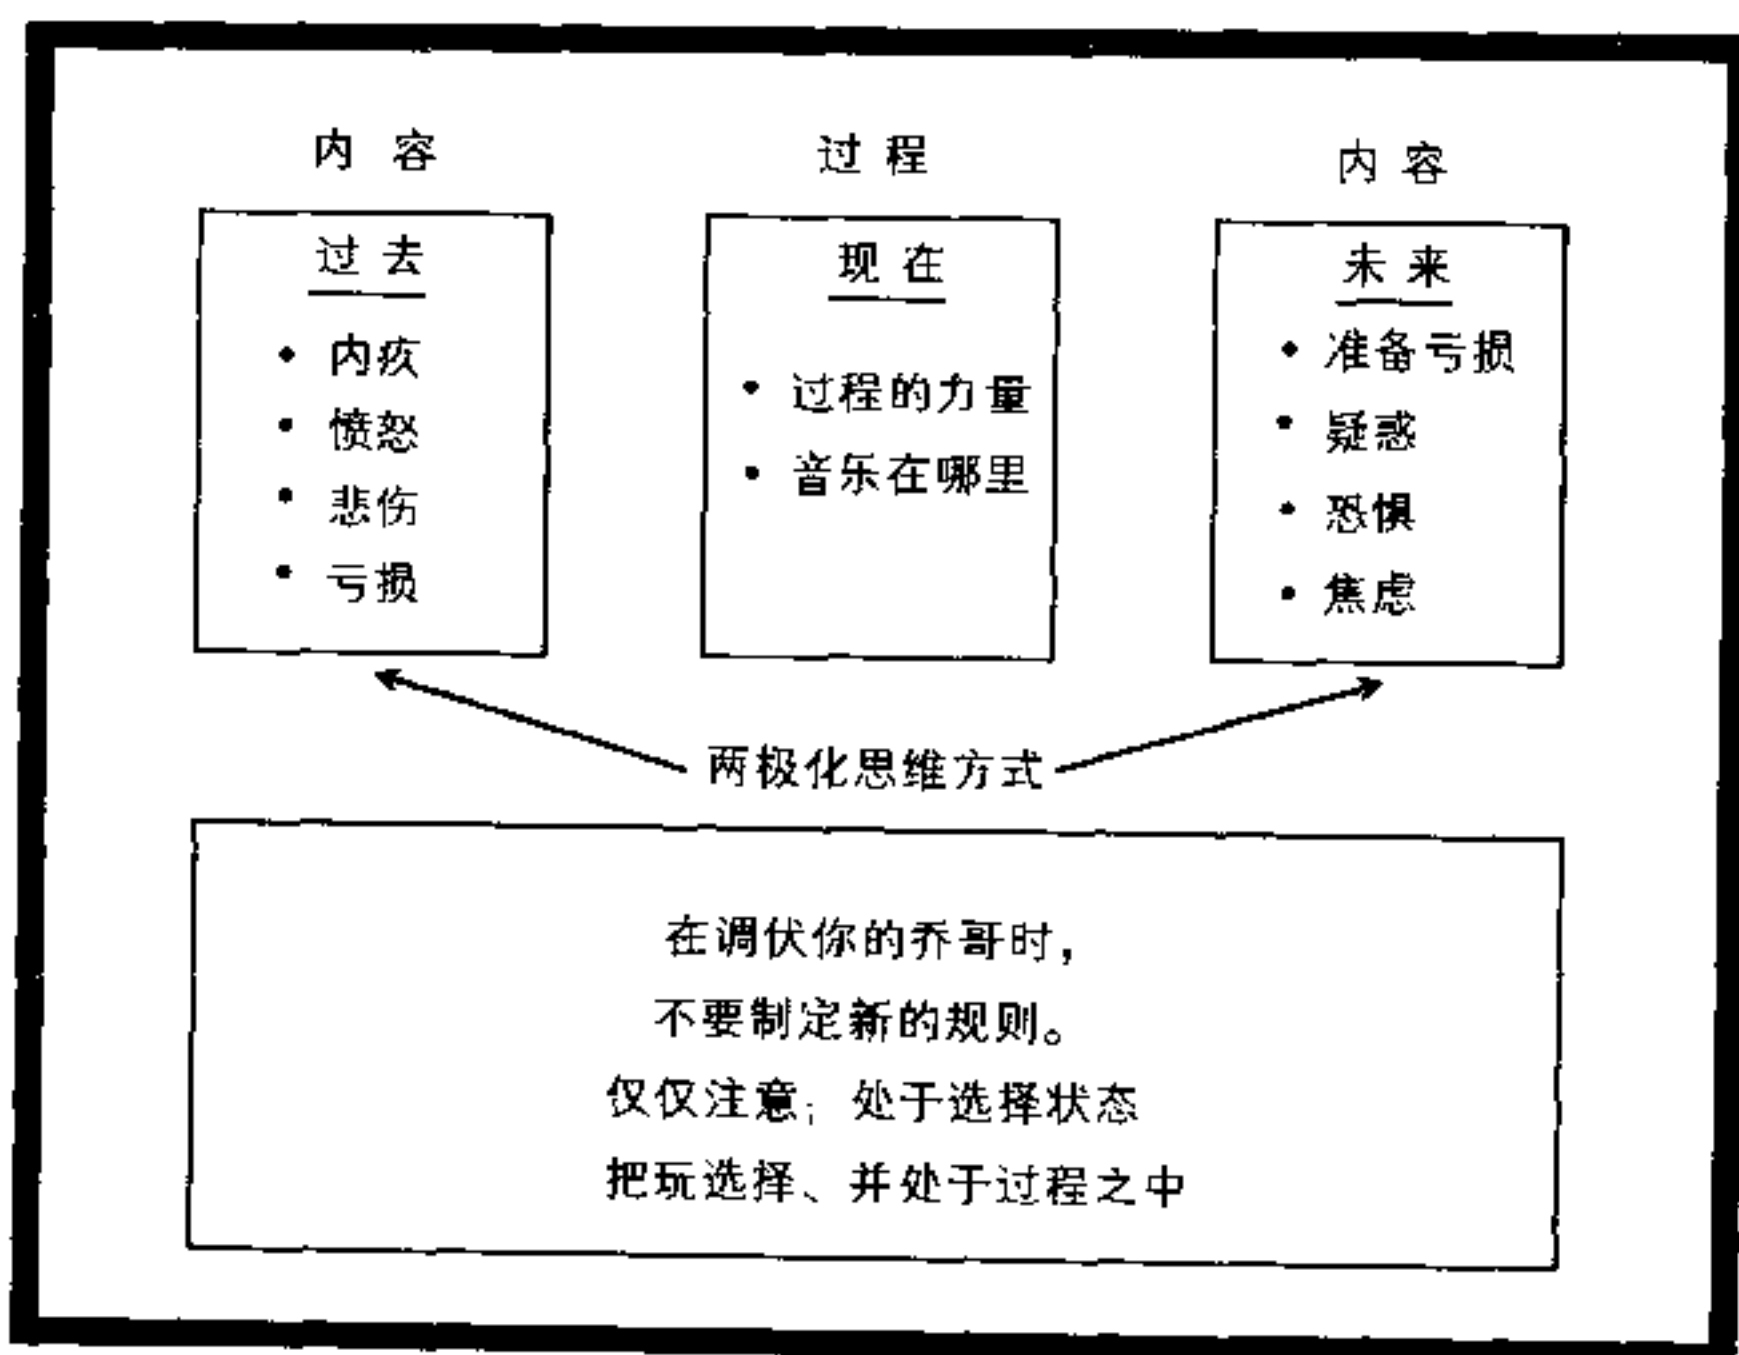 内容
过程
内容
过去
• 内疚
• 愤怒
• 悲伤
• 亏损
现在
• 过程的力量
• 音乐在哪里
未来
• 准备亏损
• 疑惑
• 恐惧
• 焦虑
两极化思维方式
在调伏你的乔哥时，
不要制定新的规则。
仅仅注意；处于选择状态
把玩选择、并处于过程之中